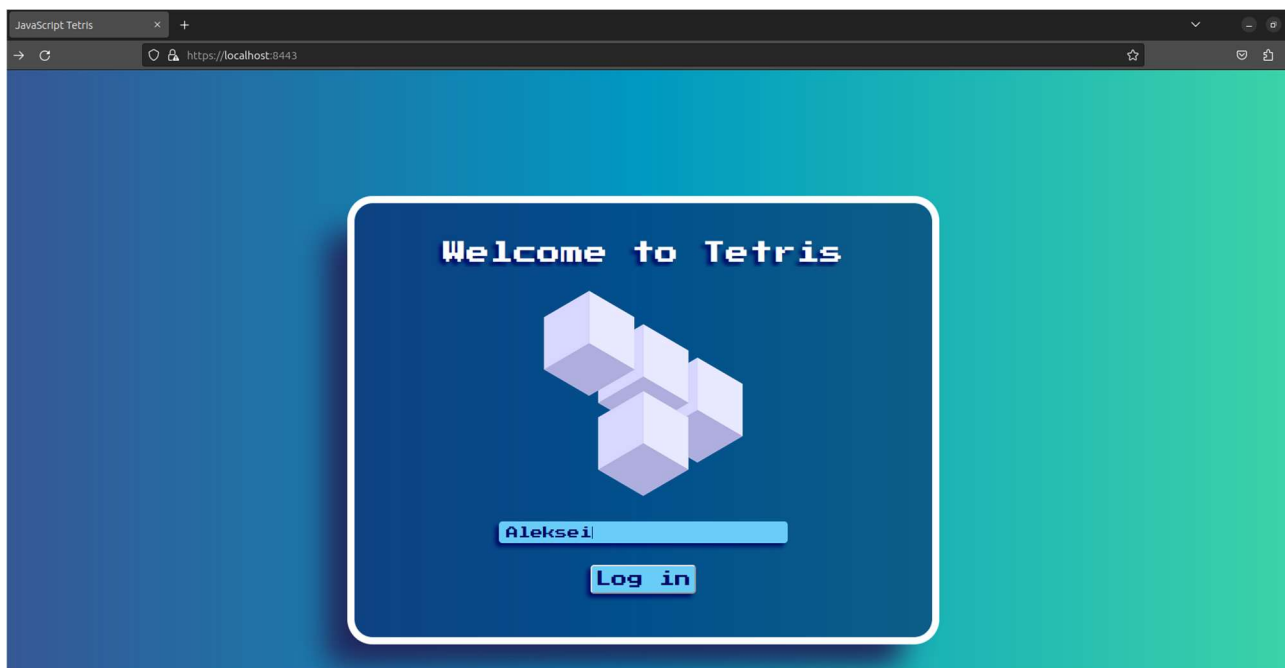 JavaScript Tetris
https://localhost:8443
Welcome to Tetris
Aleksei
Log in